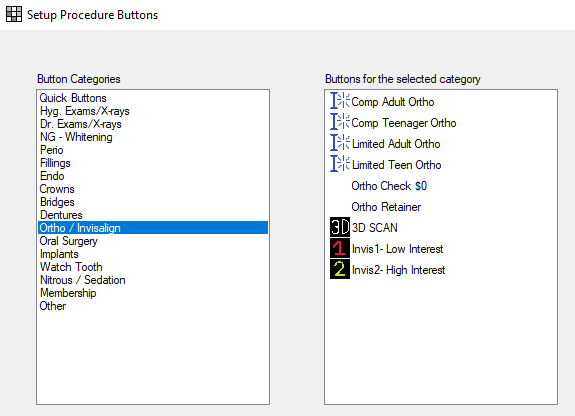 Setup Procedure Buttons
Button Categories
Quick Buttons
Hyg. Exams/X-rays
Dr. Exams/X-rays
NG - Whitening
Perio
Fillings
Endo
Crowns
Bridges
Dentures
Ortho / Invisalign
Oral Surgery
Implants
Watch Tooth
Nitrous / Sedation
Membership
Other
Buttons for the selected category
Comp Adult Ortho
Comp Teenager Ortho
Limited Adult Ortho
Limited Teen Ortho
Ortho Check $0
Ortho Retainer
3D 3D SCAN
1 Invis1- Low Interest
2 Invis2- High Interest